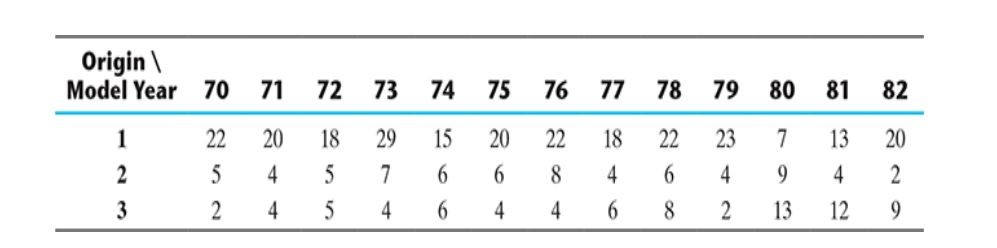 Origin \
Model Year 70 71 72 73 74 75 76 77 78 79 80 81 82
1 22 20 18 29 15 20 22 18 22 23 7 13 20
2 5 4 5 7 6 6 8 4 6 4 9 4 2
3 2 4 5 4 6 4 4 6 8 2 13 12 9